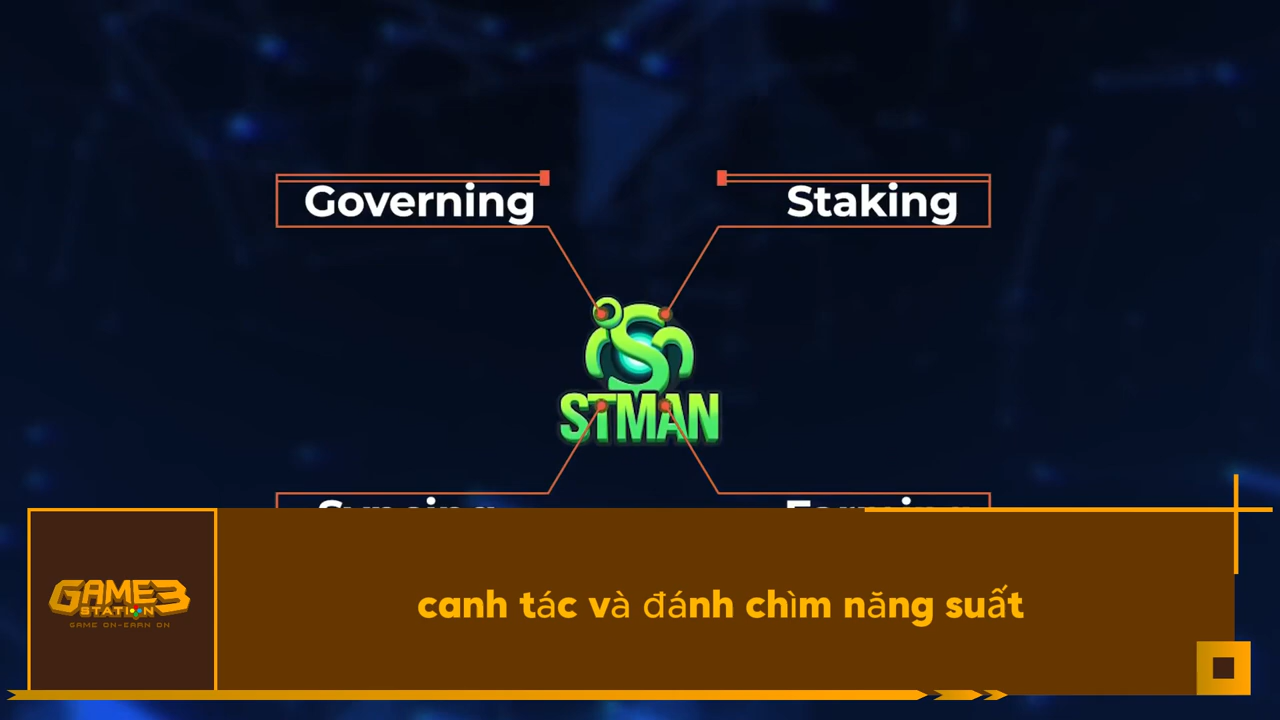 Governing
Staking
STMAN
GAME3
STATION
GAME ON-EARN ON
canh tác và đánh chìm năng suất